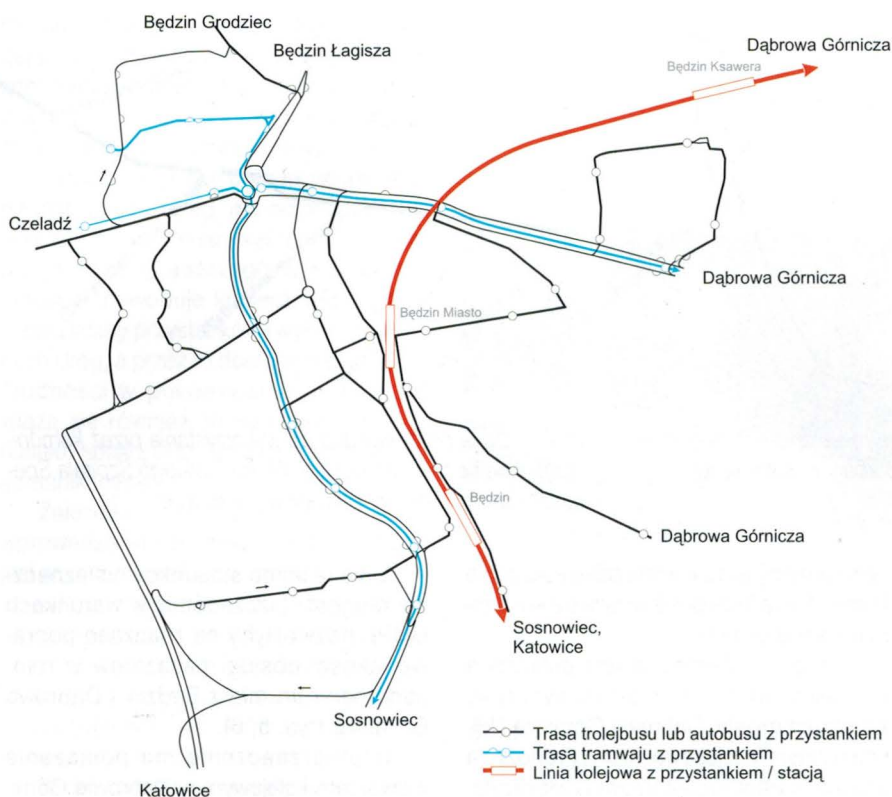 Będzin Grodziec
Będzin Łagisza
Dąbrowa Górnicza
Będzin Ksawera
Czeladź
Dąbrowa Górnicza
Będzin Miasto
Będzin
Dąbrowa Górnicza
Sosnowiec,
Katowice
Sosnowiec
Katowice
Trasa trolejbusu lub autobusu z przystankiem
Trasa tramwaju z przystankiem
Linia kolejowa z przystankiem / stacją